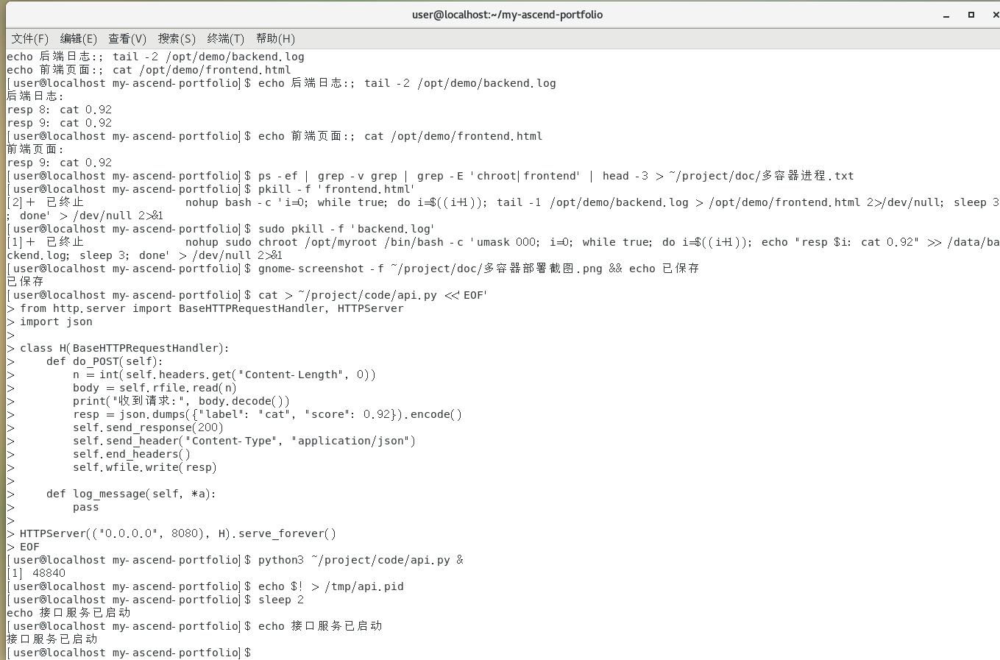 user@localhost:~/my-ascend-portfolio
文件(F) 编辑(E) 查看(V) 搜索(S) 终端(T) 帮助(H)
echo 后端日志:; tail -2 /opt/demo/backend.log
echo 前端页面:; cat /opt/demo/frontend.html
[user@localhost my-ascend-portfolio]$ echo 后端日志:; tail -2 /opt/demo/backend.log
后端日志:
resp 8: cat 0.92
resp 9: cat 0.92
[user@localhost my-ascend-portfolio]$ echo 前端页面:; cat /opt/demo/frontend.html
前端页面:
resp 9: cat 0.92
[user@localhost my-ascend-portfolio]$ ps -ef | grep -v grep | grep -E 'chroot|frontend' | head -3 > ~/project/doc/多容器进程.txt
[user@localhost my-ascend-portfolio]$ pkill -f 'frontend.html'
[2]+  已终止               nohup bash -c 'i=0; while true; do i=$((i+1)); tail -1 /opt/demo/backend.log > /opt/demo/frontend.html 2>/dev/null; sleep 3
; done' > /dev/null 2>&1
[user@localhost my-ascend-portfolio]$ sudo pkill -f 'backend.log'
[1]+  已终止               nohup sudo chroot /opt/myroot /bin/bash -c 'umask 000; i=0; while true; do i=$((i+1)); echo "resp $i: cat 0.92" >> /data/ba
ckend.log; sleep 3; done' > /dev/null 2>&1
[user@localhost my-ascend-portfolio]$ gnome-screenshot -f ~/project/doc/多容器部署截图.png && echo 已保存
已保存
[user@localhost my-ascend-portfolio]$ cat > ~/project/code/api.py <<'EOF'
> from http.server import BaseHTTPRequestHandler, HTTPServer
> import json
>
> class H(BaseHTTPRequestHandler):
>     def do_POST(self):
>         n = int(self.headers.get("Content-Length", 0))
>         body = self.rfile.read(n)
>         print("收到请求:", body.decode())
>         resp = json.dumps({"label": "cat", "score": 0.92}).encode()
>         self.send_response(200)
>         self.send_header("Content-Type", "application/json")
>         self.end_headers()
>         self.wfile.write(resp)
>
>     def log_message(self, *a):
>         pass
>
> HTTPServer(("0.0.0.0", 8080), H).serve_forever()
> EOF
[user@localhost my-ascend-portfolio]$ python3 ~/project/code/api.py &
[1] 48840
[user@localhost my-ascend-portfolio]$ echo $! > /tmp/api.pid
[user@localhost my-ascend-portfolio]$ sleep 2
echo 接口服务已启动
[user@localhost my-ascend-portfolio]$ echo 接口服务已启动
接口服务已启动
[user@localhost my-ascend-portfolio]$